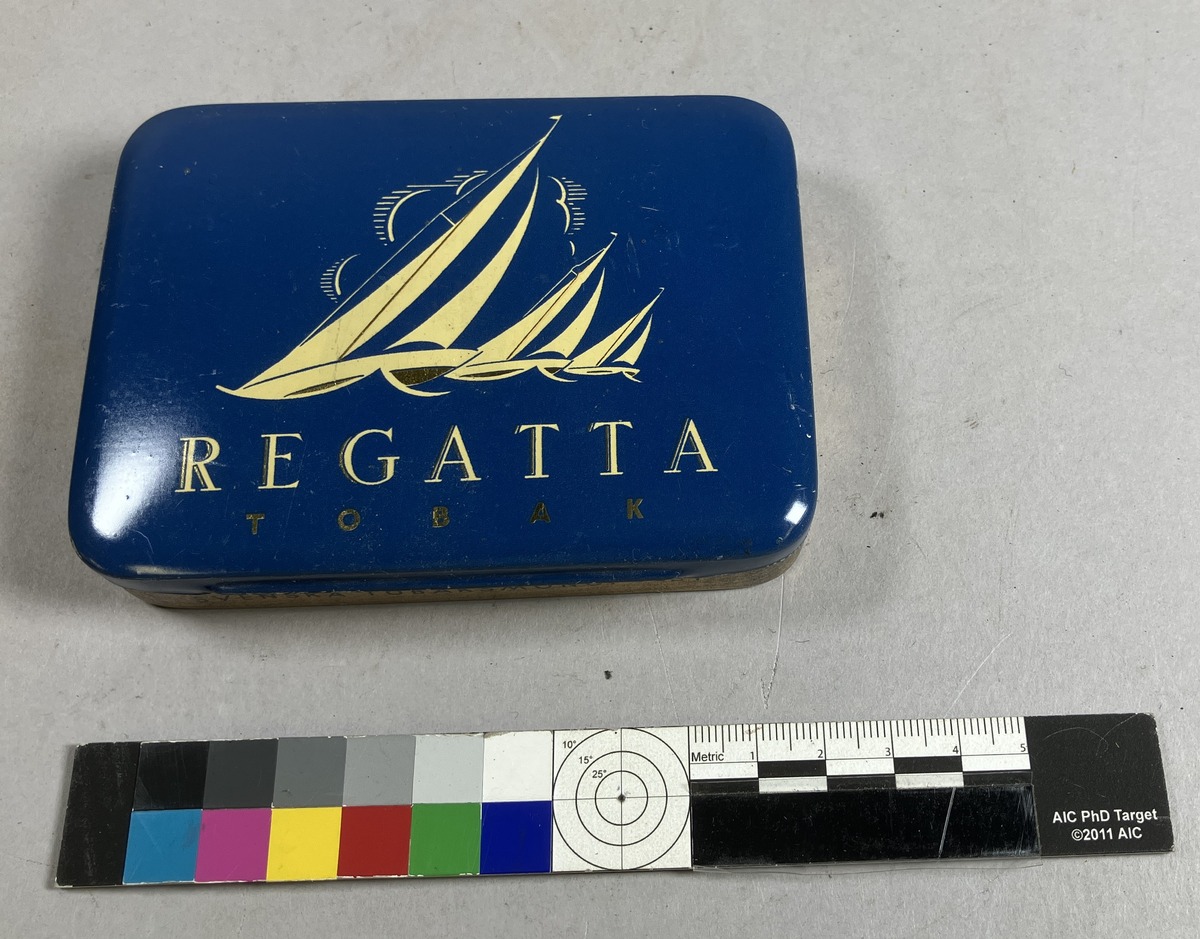 REGATTA
TOBAK
10°
15°
25°
Metric 1 2 3 4 5
AIC PhD Target
©2011 AIC